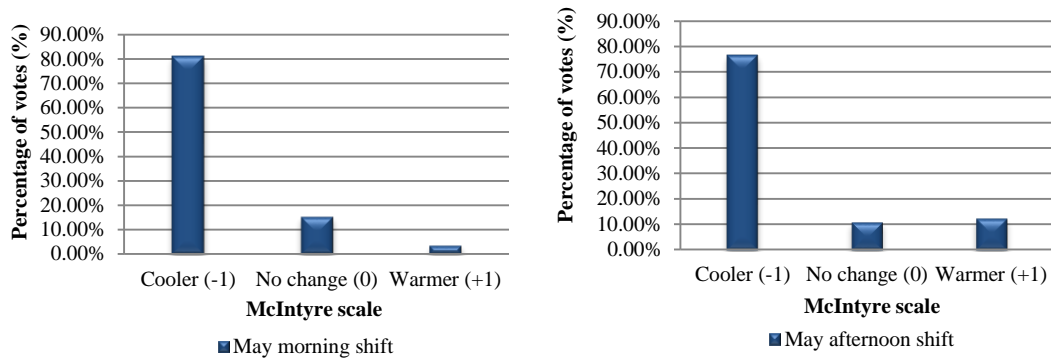 Percentage of votes (%)
90.00%
80.00%
70.00%
60.00%
50.00%
40.00%
30.00%
20.00%
10.00%
0.00%
Cooler (-1) No change (0) Warmer (+1)
McIntyre scale
May morning shift
Percentage of votes (%)
90.00%
80.00%
70.00%
60.00%
50.00%
40.00%
30.00%
20.00%
10.00%
0.00%
Cooler (-1) No change (0) Warmer (+1)
McIntyre scale
May afternoon shift